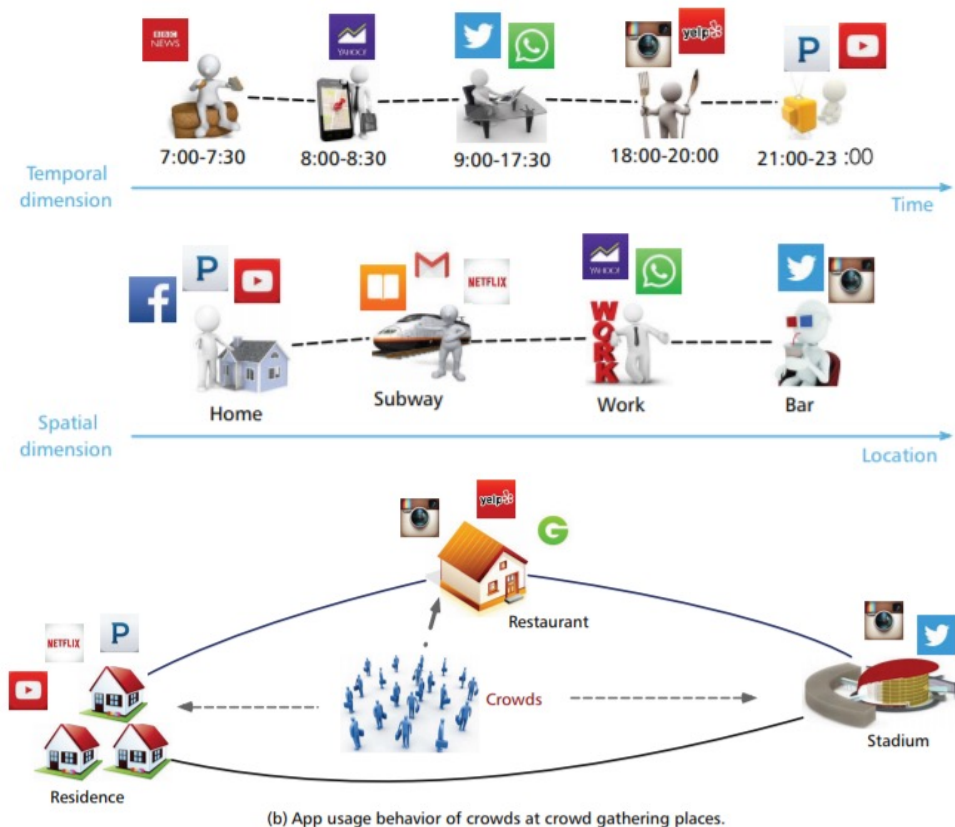 BBC
NEWS
YAHOO!
yelp
P
7:00-7:30
8:00-8:30
9:00-17:30
18:00-20:00
21:00-23 :00
Temporal
dimension
Time
f
P
M
NETFLIX
YAHOO!
WORK
Home
Subway
Work
Bar
Spatial
dimension
Location
yelp
G
Restaurant
NETFLIX
P
Crowds
Stadium
Residence
(b) App usage behavior of crowds at crowd gathering places.